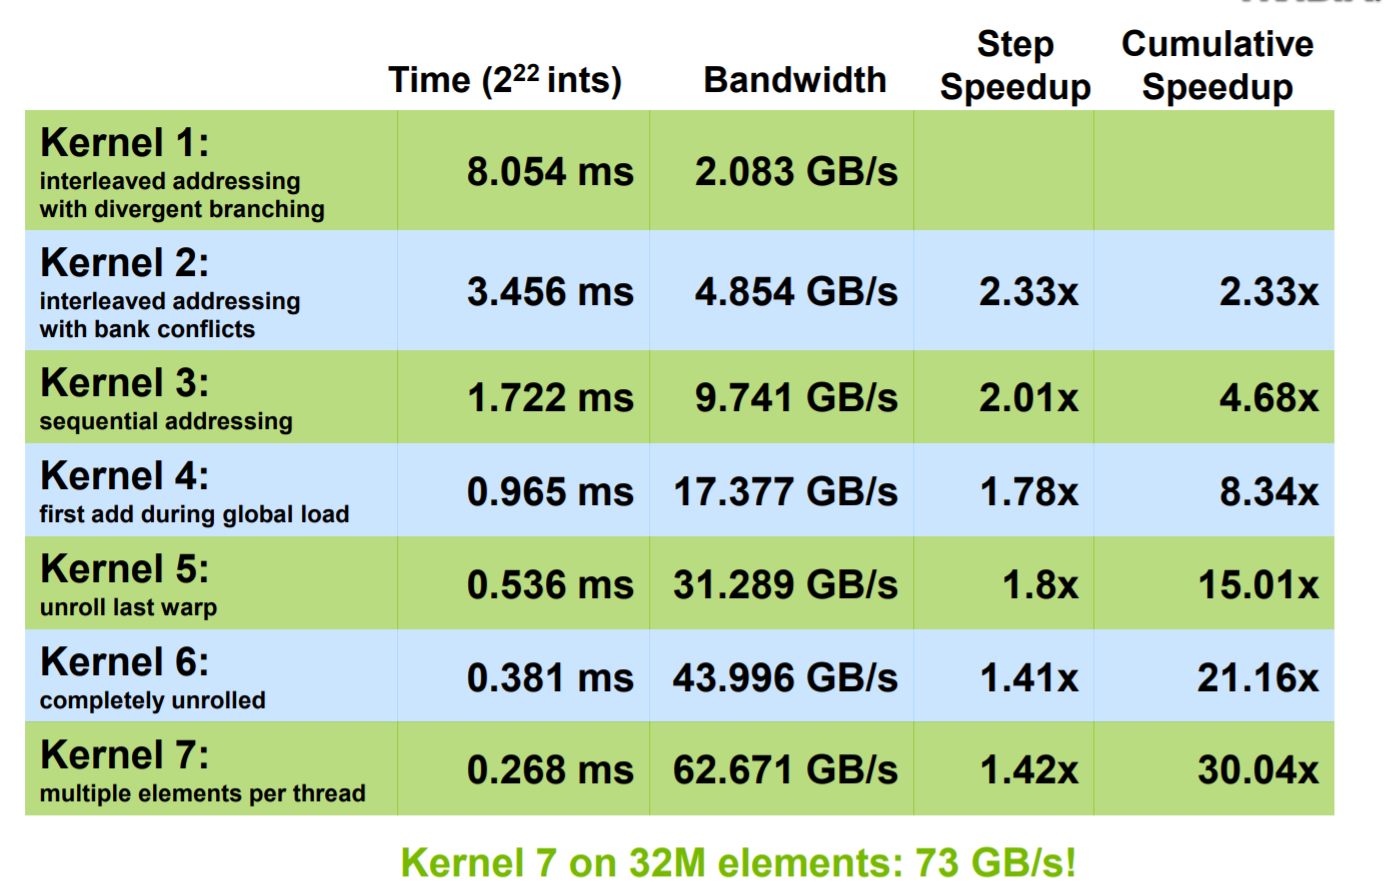 Step Cumulative
Time (2²² ints) Bandwidth Speedup Speedup
Kernel 1:
interleaved addressing
with divergent branching
8.054 ms 2.083 GB/s
Kernel 2:
interleaved addressing
with bank conflicts
3.456 ms 4.854 GB/s 2.33x 2.33x
Kernel 3:
sequential addressing
1.722 ms 9.741 GB/s 2.01x 4.68x
Kernel 4:
first add during global load
0.965 ms 17.377 GB/s 1.78x 8.34x
Kernel 5:
unroll last warp
0.536 ms 31.289 GB/s 1.8x 15.01x
Kernel 6:
completely unrolled
0.381 ms 43.996 GB/s 1.41x 21.16x
Kernel 7:
multiple elements per thread
0.268 ms 62.671 GB/s 1.42x 30.04x
Kernel 7 on 32M elements: 73 GB/s!